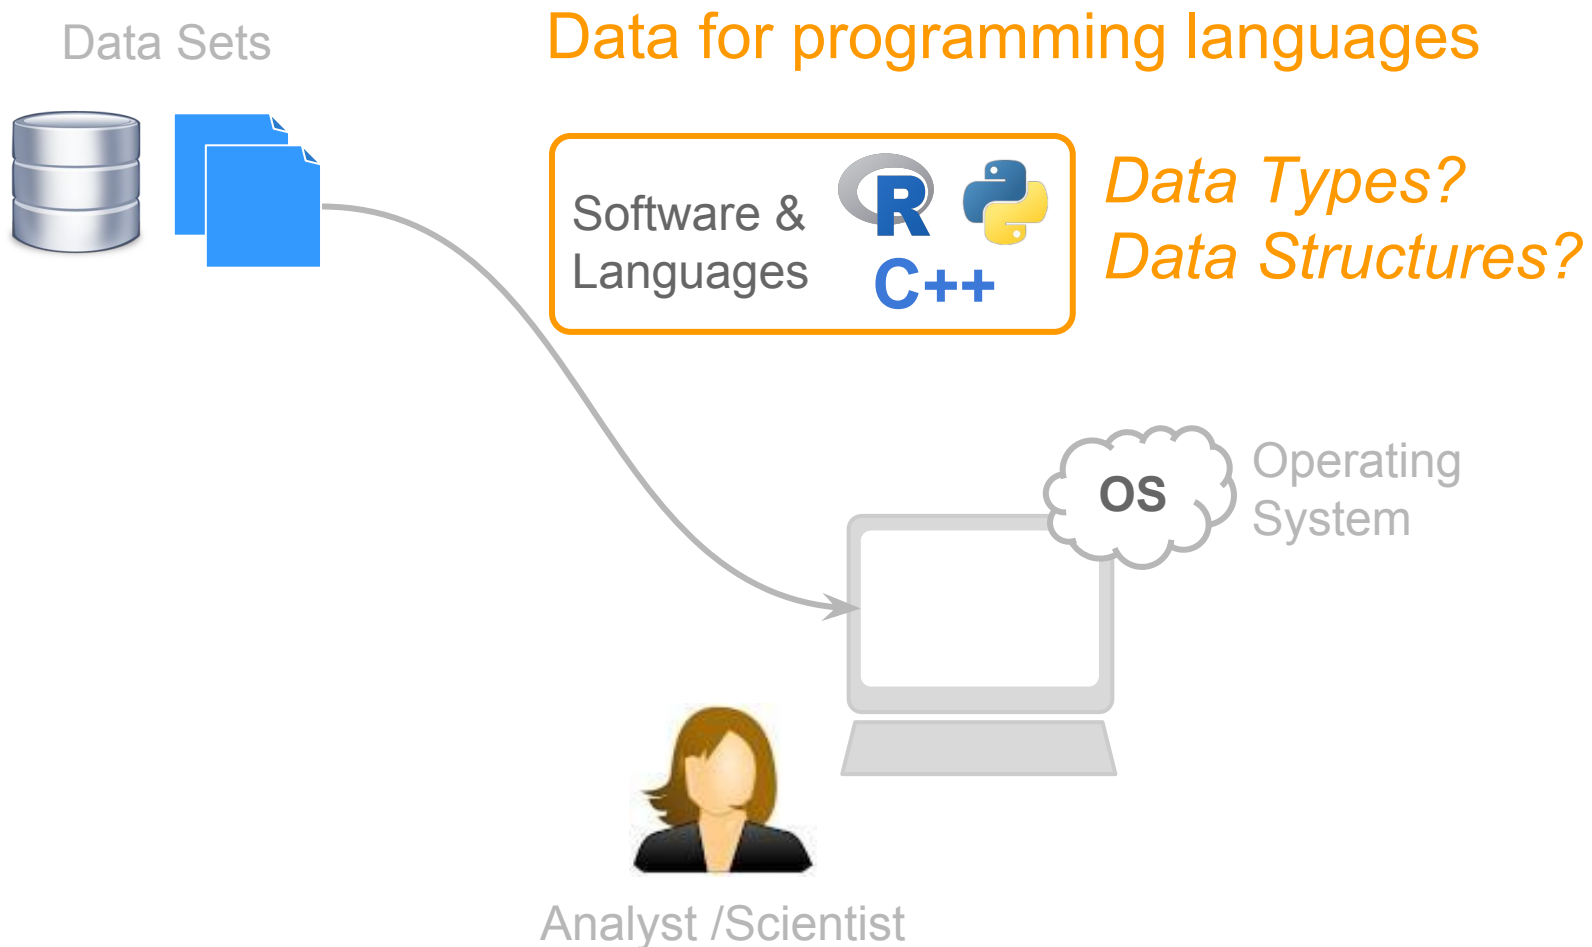 Data Sets
Data for programming languages
Software &
Languages
R
C++
Data Types?
Data Structures?
OS
Operating
System
Analyst /Scientist